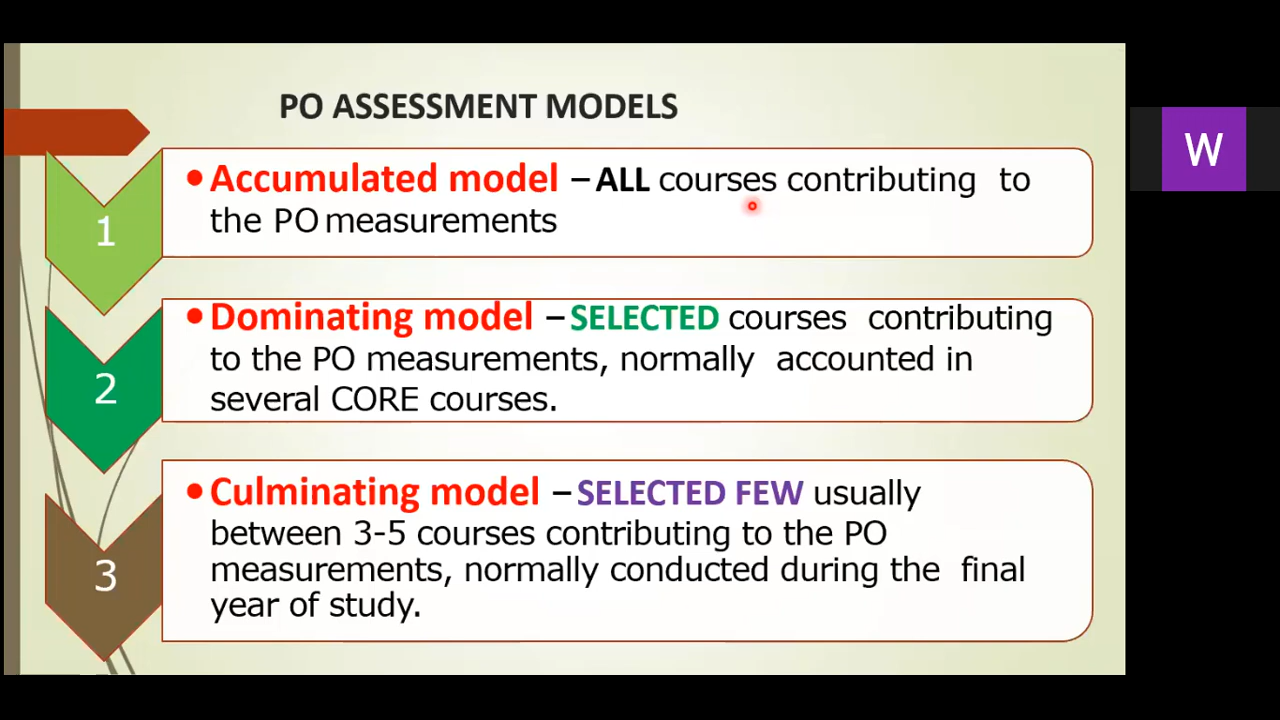 PO ASSESSMENT MODELS
1
•Accumulated model – ALL courses contributing to
the PO measurements
2
•Dominating model – SELECTED courses contributing
to the PO measurements, normally accounted in
several CORE courses.
3
•Culminating model – SELECTED FEW usually
between 3-5 courses contributing to the PO
measurements, normally conducted during the final
year of study.
W